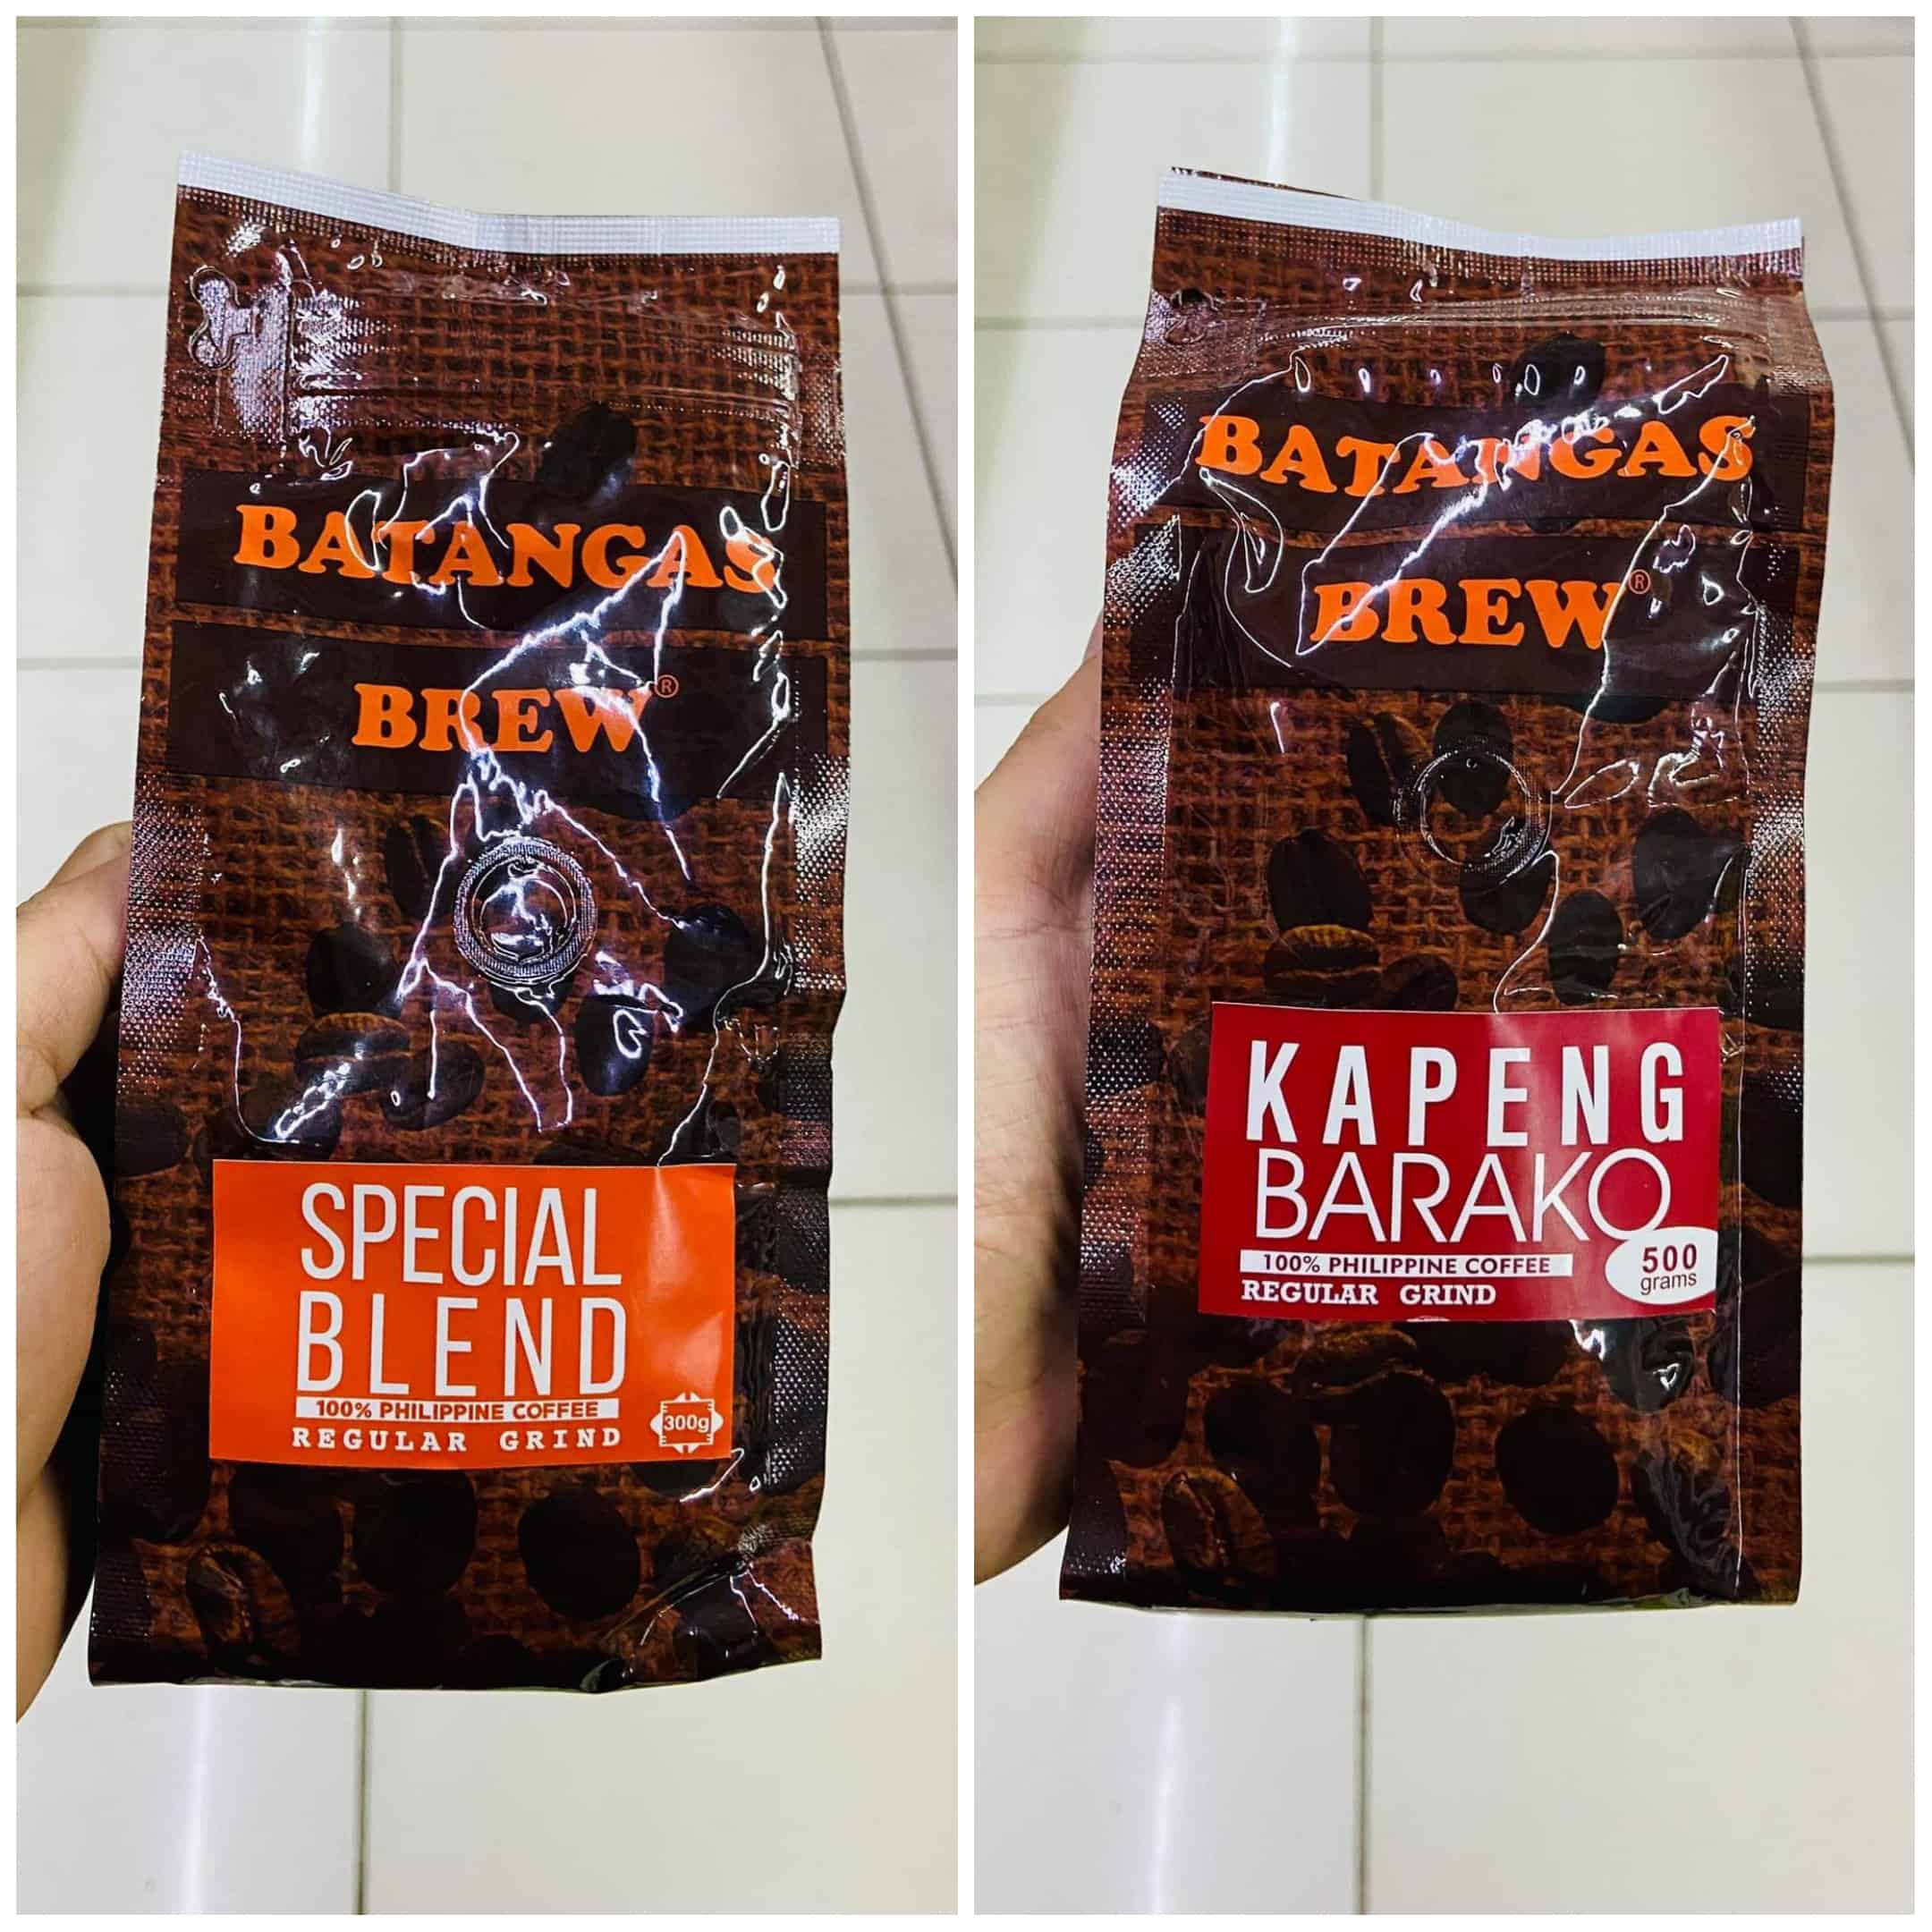 BATANGAS
BREW®
SPECIAL
BLEND
100% PHILIPPINE COFFEE
REGULAR GRIND
300g
BATANGAS
BREW®
KAPENG
BARAKO
100% PHILIPPINE COFFEE
REGULAR GRIND
500
grams